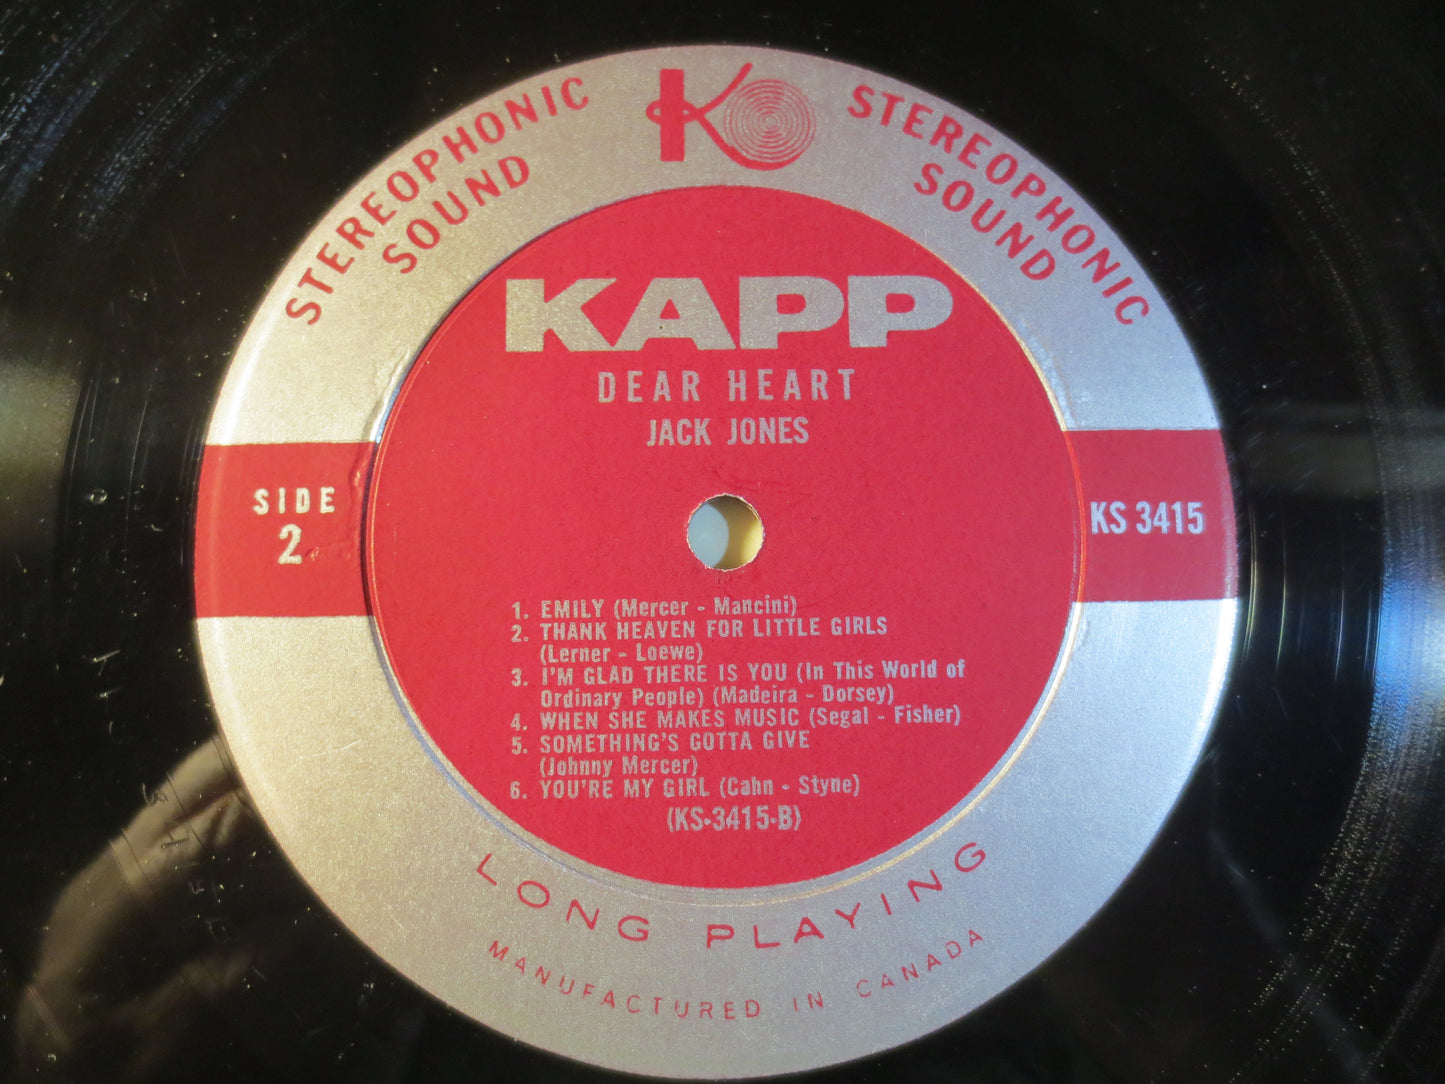 STEREOPHONIC
SOUND
K
STEREOPHONIC
SOUND
KAPP
DEAR HEART
JACK JONES
SIDE
2
KS 3415
1. EMILY (Mercer - Mancini)
2. THANK HEAVEN FOR LITTLE GIRLS
(Lerner - Loewe)
3. I'M GLAD THERE IS YOU (In This World of
Ordinary People) (Madeira - Dorsey)
4. WHEN SHE MAKES MUSIC (Segal - Fisher)
5. SOMETHING'S GOTTA GIVE
(Johnny Mercer)
6. YOU'RE MY GIRL (Cahn - Styne)
(KS-3415-B)
LONG PLAYING
MANUFACTURED IN CANADA